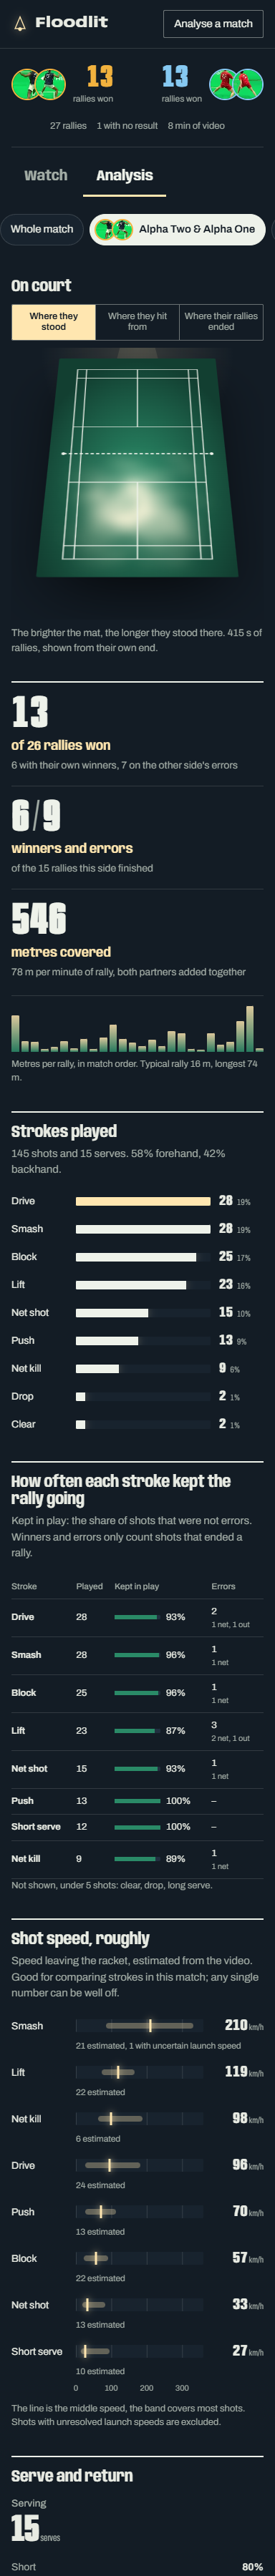 Floodlit
Analyse a match
13
rallies won
13
rallies won
27 rallies 1 with no result 8 min of video
Watch
Analysis
Whole match
Alpha Two & Alpha One
On court
Where they stood
Where they hit from
Where their rallies ended
The brighter the mat, the longer they stood there. 415 s of
rallies, shown from their own end.
13
of 26 rallies won
6 with their own winners, 7 on the other side's errors
6/9
winners and errors
of the 15 rallies this side finished
546
metres covered
78 m per minute of rally, both partners added together
Metres per rally, in match order. Typical rally 16 m, longest 74
m.
Strokes played
145 shots and 15 serves. 58% forehand, 42%
backhand.
Drive 28 19%
Smash 28 19%
Block 25 17%
Lift 23 16%
Net shot 15 10%
Push 13 9%
Net kill 9 6%
Drop 2 1%
Clear 2 1%
How often each stroke kept the
rally going
Kept in play: the share of shots that were not errors.
Winners and errors only count shots that ended a
rally.
Stroke Played Kept in play Errors
Drive 28 93% 2
1 net, 1 out
Smash 28 96% 1
1 net
Block 25 96% 1
1 net
Lift 23 87% 3
2 net, 1 out
Net shot 15 93% 1
1 net
Push 13 100% –
Short serve 12 100% –
Net kill 9 89% 1
1 net
Not shown, under 5 shots: clear, drop, long serve.
Shot speed, roughly
Speed leaving the racket, estimated from the video.
Good for comparing strokes in this match; any single
number can be well off.
Smash 210 km/h
21 estimated, 1 with uncertain launch speed
Lift 119 km/h
22 estimated
Net kill 98 km/h
6 estimated
Drive 96 km/h
24 estimated
Push 70 km/h
13 estimated
Block 57 km/h
22 estimated
Net shot 33 km/h
13 estimated
Short serve 27 km/h
10 estimated
0 100 200 300
The line is the middle speed, the band covers most shots.
Shots with unresolved launch speeds are excluded.
Serve and return
Serving
15 serves
Short 80%